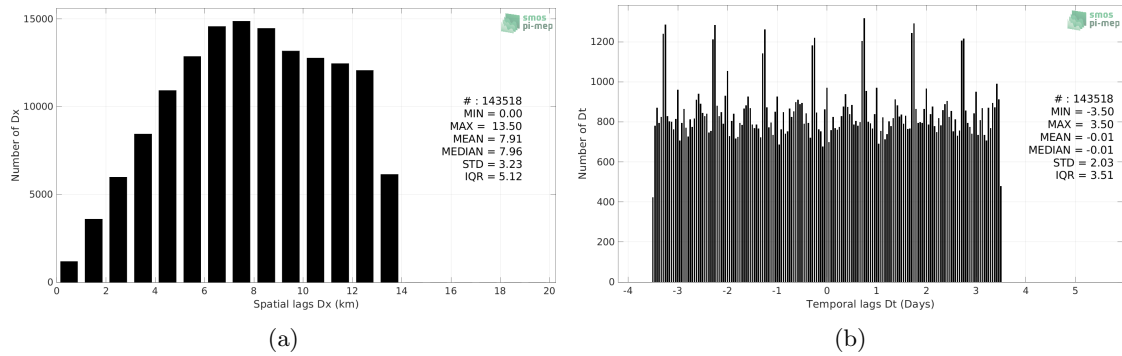 15000
10000
5000
0
Number of Dx
0 2 4 6 8 10 12 14 16 18 20
Spatial lags Dx (km)
smos
pi-mep
# : 143518
MIN = 0.00
MAX = 13.50
MEAN = 7.91
MEDIAN = 7.96
STD = 3.23
IQR = 5.12
(a)
1200
1000
800
600
400
200
0
Number of Dt
-4 -3 -2 -1 0 1 2 3 4 5
Temporal lags Dt (Days)
smos
pi-mep
# : 143518
MIN = -3.50
MAX = 3.50
MEAN = -0.01
MEDIAN = -0.01
STD = 2.03
IQR = 3.51
(b)